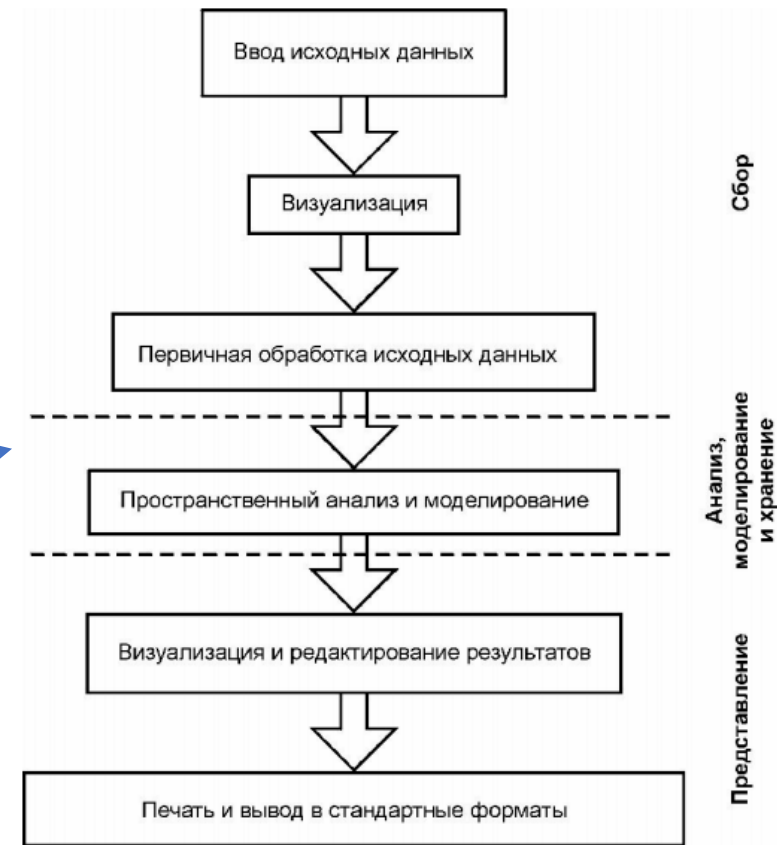 Ввод исходных данных
Сбор
Визуализация
Первичная обработка исходных данных
Анализ,
моделирование
и хранение
Пространственный анализ и моделирование
Визуализация и редактирование результатов
Представление
Печать и вывод в стандартные форматы